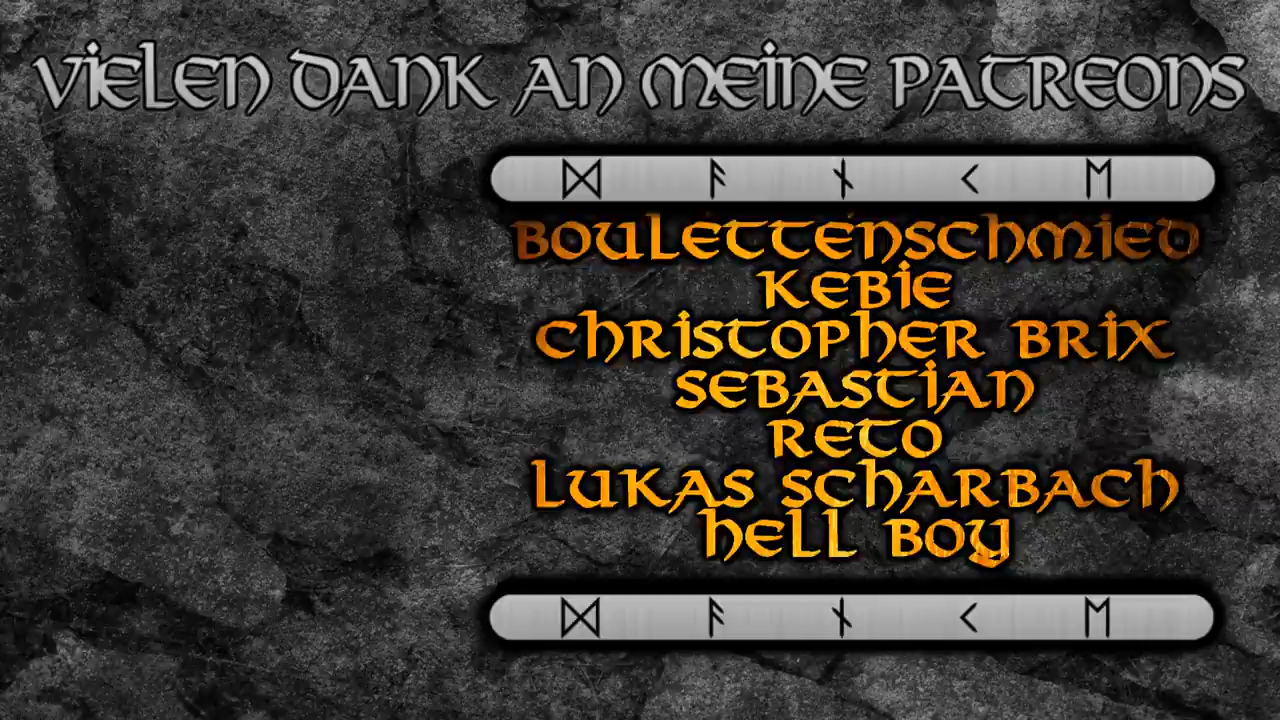 VIELEN DANK AN MEINE PATREONS
ᛞ ᚨ ᚾ ᚲ ᛖ
BOULETTENSCHMIED
KEBIE
CHRISTOPHER BRIX
SEBASTIAN
RETO
LUKAS SCHARBACH
HELL BOY
ᛞ ᚨ ᚾ ᚲ ᛖ